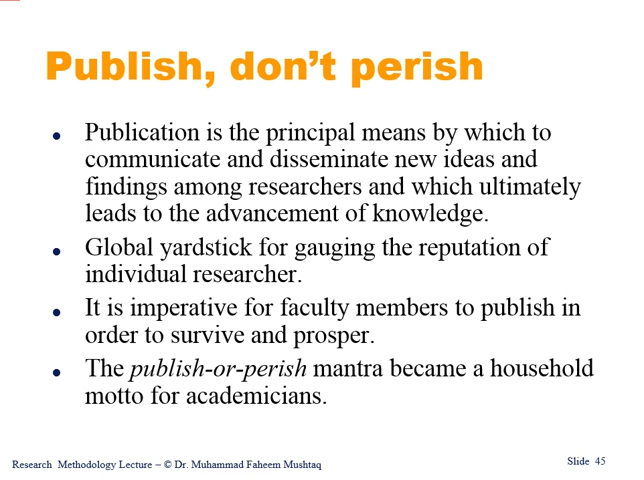 Publish, don’t perish
• Publication is the principal means by which to
communicate and disseminate new ideas and
findings among researchers and which ultimately
leads to the advancement of knowledge.
• Global yardstick for gauging the reputation of
individual researcher.
• It is imperative for faculty members to publish in
order to survive and prosper.
• The publish-or-perish mantra became a household
motto for academicians.
Research Methodology Lecture – © Dr. Muhammad Faheem Mushtaq
Slide 45